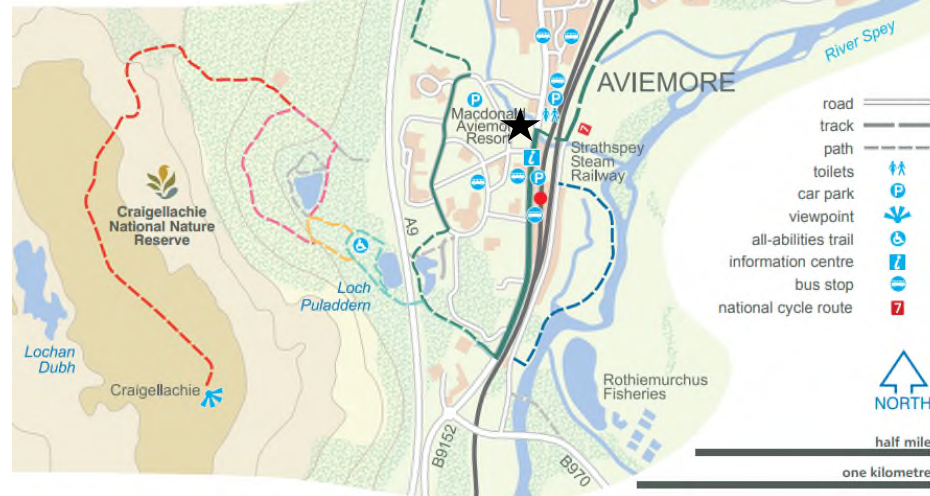 River Spey
AVIEMORE
Macdonald
Aviemore
Resort
7
Strathspey
Steam
Railway
P
P
P
i
Craigellachie
National Nature
Reserve
A9
Loch
Puladdern
Lochan
Dubh
Craigellachie
Rothiemurchus
Fisheries
B9152
B970
road
track
path
toilets
car park
P
viewpoint
all-abilities trail
information centre
i
bus stop
national cycle route
7
NORTH
half mile
one kilometre